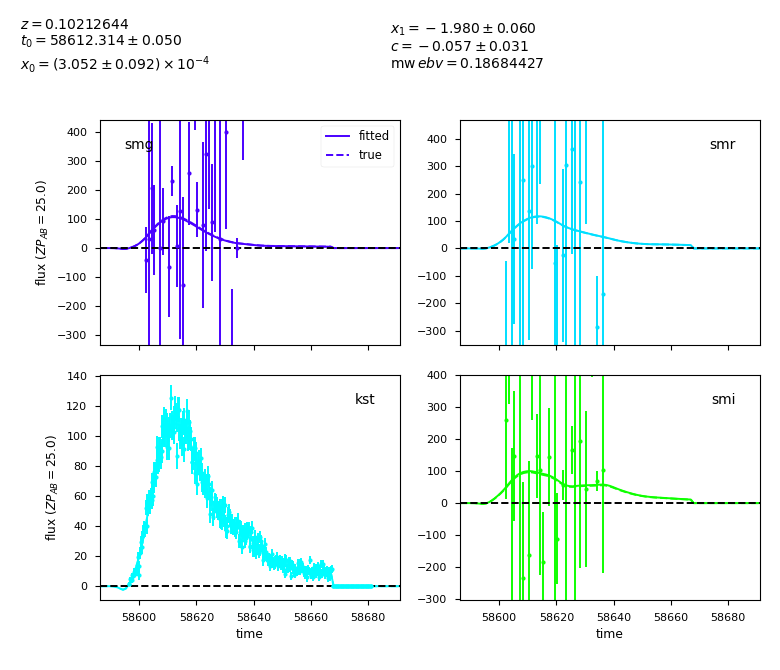 z = 0.10212644
t₀ = 58612.314 ± 0.050
x₀ = (3.052 ± 0.092) × 10⁻⁴
x₁ = −1.980 ± 0.060
c = −0.057 ± 0.031
mwebv = 0.18684427
smg
fitted
true
400
300
200
100
0
−100
−200
−300
flux (ZP_AB = 25.0)
smr
400
300
200
100
0
−100
−200
−300
kst
140
120
100
80
60
40
20
0
flux (ZP_AB = 25.0)
58600 58620 58640 58660 58680
time
smi
400
300
200
100
0
−100
−200
−300
58600 58620 58640 58660 58680
time